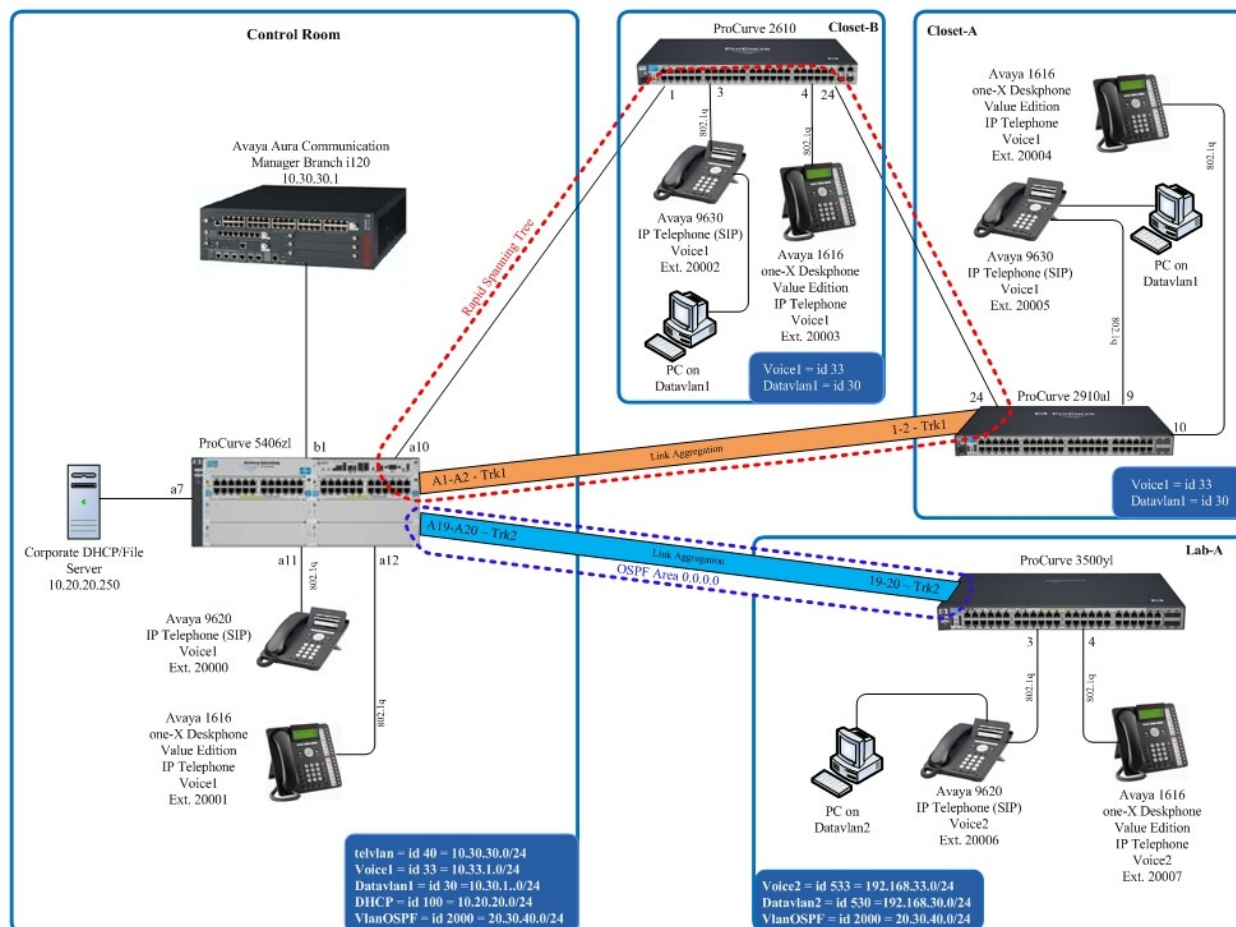 Control Room
Avaya Aura Communication
Manager Branch i120
10.30.30.1
ProCurve 5406zl
b1
a10
a7
Corporate DHCP/File
Server
10.20.20.250
a11
a12
802.1q
Avaya 9620
IP Telephone (SIP)
Voice1
Ext. 20000
802.1q
Avaya 1616
one-X Deskphone
Value Edition
IP Telephone
Voice1
Ext. 20001
telvlan = id 40 = 10.30.30.0/24
Voice1 = id 33 = 10.33.1.0/24
Datavlan1 = id 30 =10.30.1..0/24
DHCP = id 100 = 10.20.20.0/24
VlanOSPF = id 2000 = 20.30.40.0/24
Rapid Spanning Tree
ProCurve 2610
Closet-B
1
3
4
24
802.1q
802.1q
Avaya 9630
IP Telephone (SIP)
Voice1
Ext. 20002
Avaya 1616
one-X Deskphone
Value Edition
IP Telephone
Voice1
Ext. 20003
PC on
Datavlan1
Voice1 = id 33
Datavlan1 = id 30
Closet-A
Avaya 1616
one-X Deskphone
Value Edition
IP Telephone
Voice1
Ext. 20004
802.1q
Avaya 9630
IP Telephone (SIP)
Voice1
Ext. 20005
PC on
Datavlan1
802.1q
24
ProCurve 2910al
9
10
Voice1 = id 33
Datavlan1 = id 30
A1-A2 - Trk1
Link Aggregation
1-2 - Trk1
A19-A20 – Trk2
Link Aggregation
19-20 – Trk2
OSPF Area 0.0.0.0
Lab-A
ProCurve 3500yl
3
4
802.1q
802.1q
PC on
Datavlan2
Avaya 9620
IP Telephone (SIP)
Voice2
Ext. 20006
Avaya 1616
one-X Deskphone
Value Edition
IP Telephone
Voice2
Ext. 20007
Voice2 = id 533 = 192.168.33.0/24
Datavlan2 = id 530 =192.168.30.0/24
VlanOSPF = id 2000 = 20.30.40.0/24